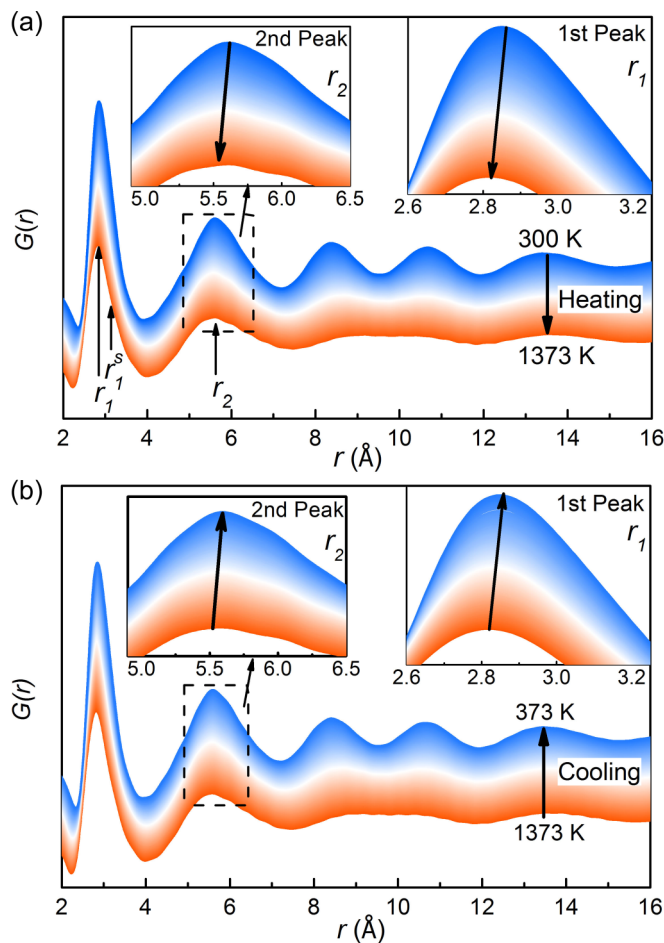 (a)
2nd Peak
r2
1st Peak
r1
5.0 5.5 6.0 6.5
2.6 2.8 3.0 3.2
G(r)
300 K
Heating
1373 K
r1
r1s
r2
2 4 6 8 10 12 14 16
r (Å)
(b)
2nd Peak
r2
1st Peak
r1
5.0 5.5 6.0 6.5
2.6 2.8 3.0 3.2
G(r)
373 K
Cooling
1373 K
2 4 6 8 10 12 14 16
r (Å)